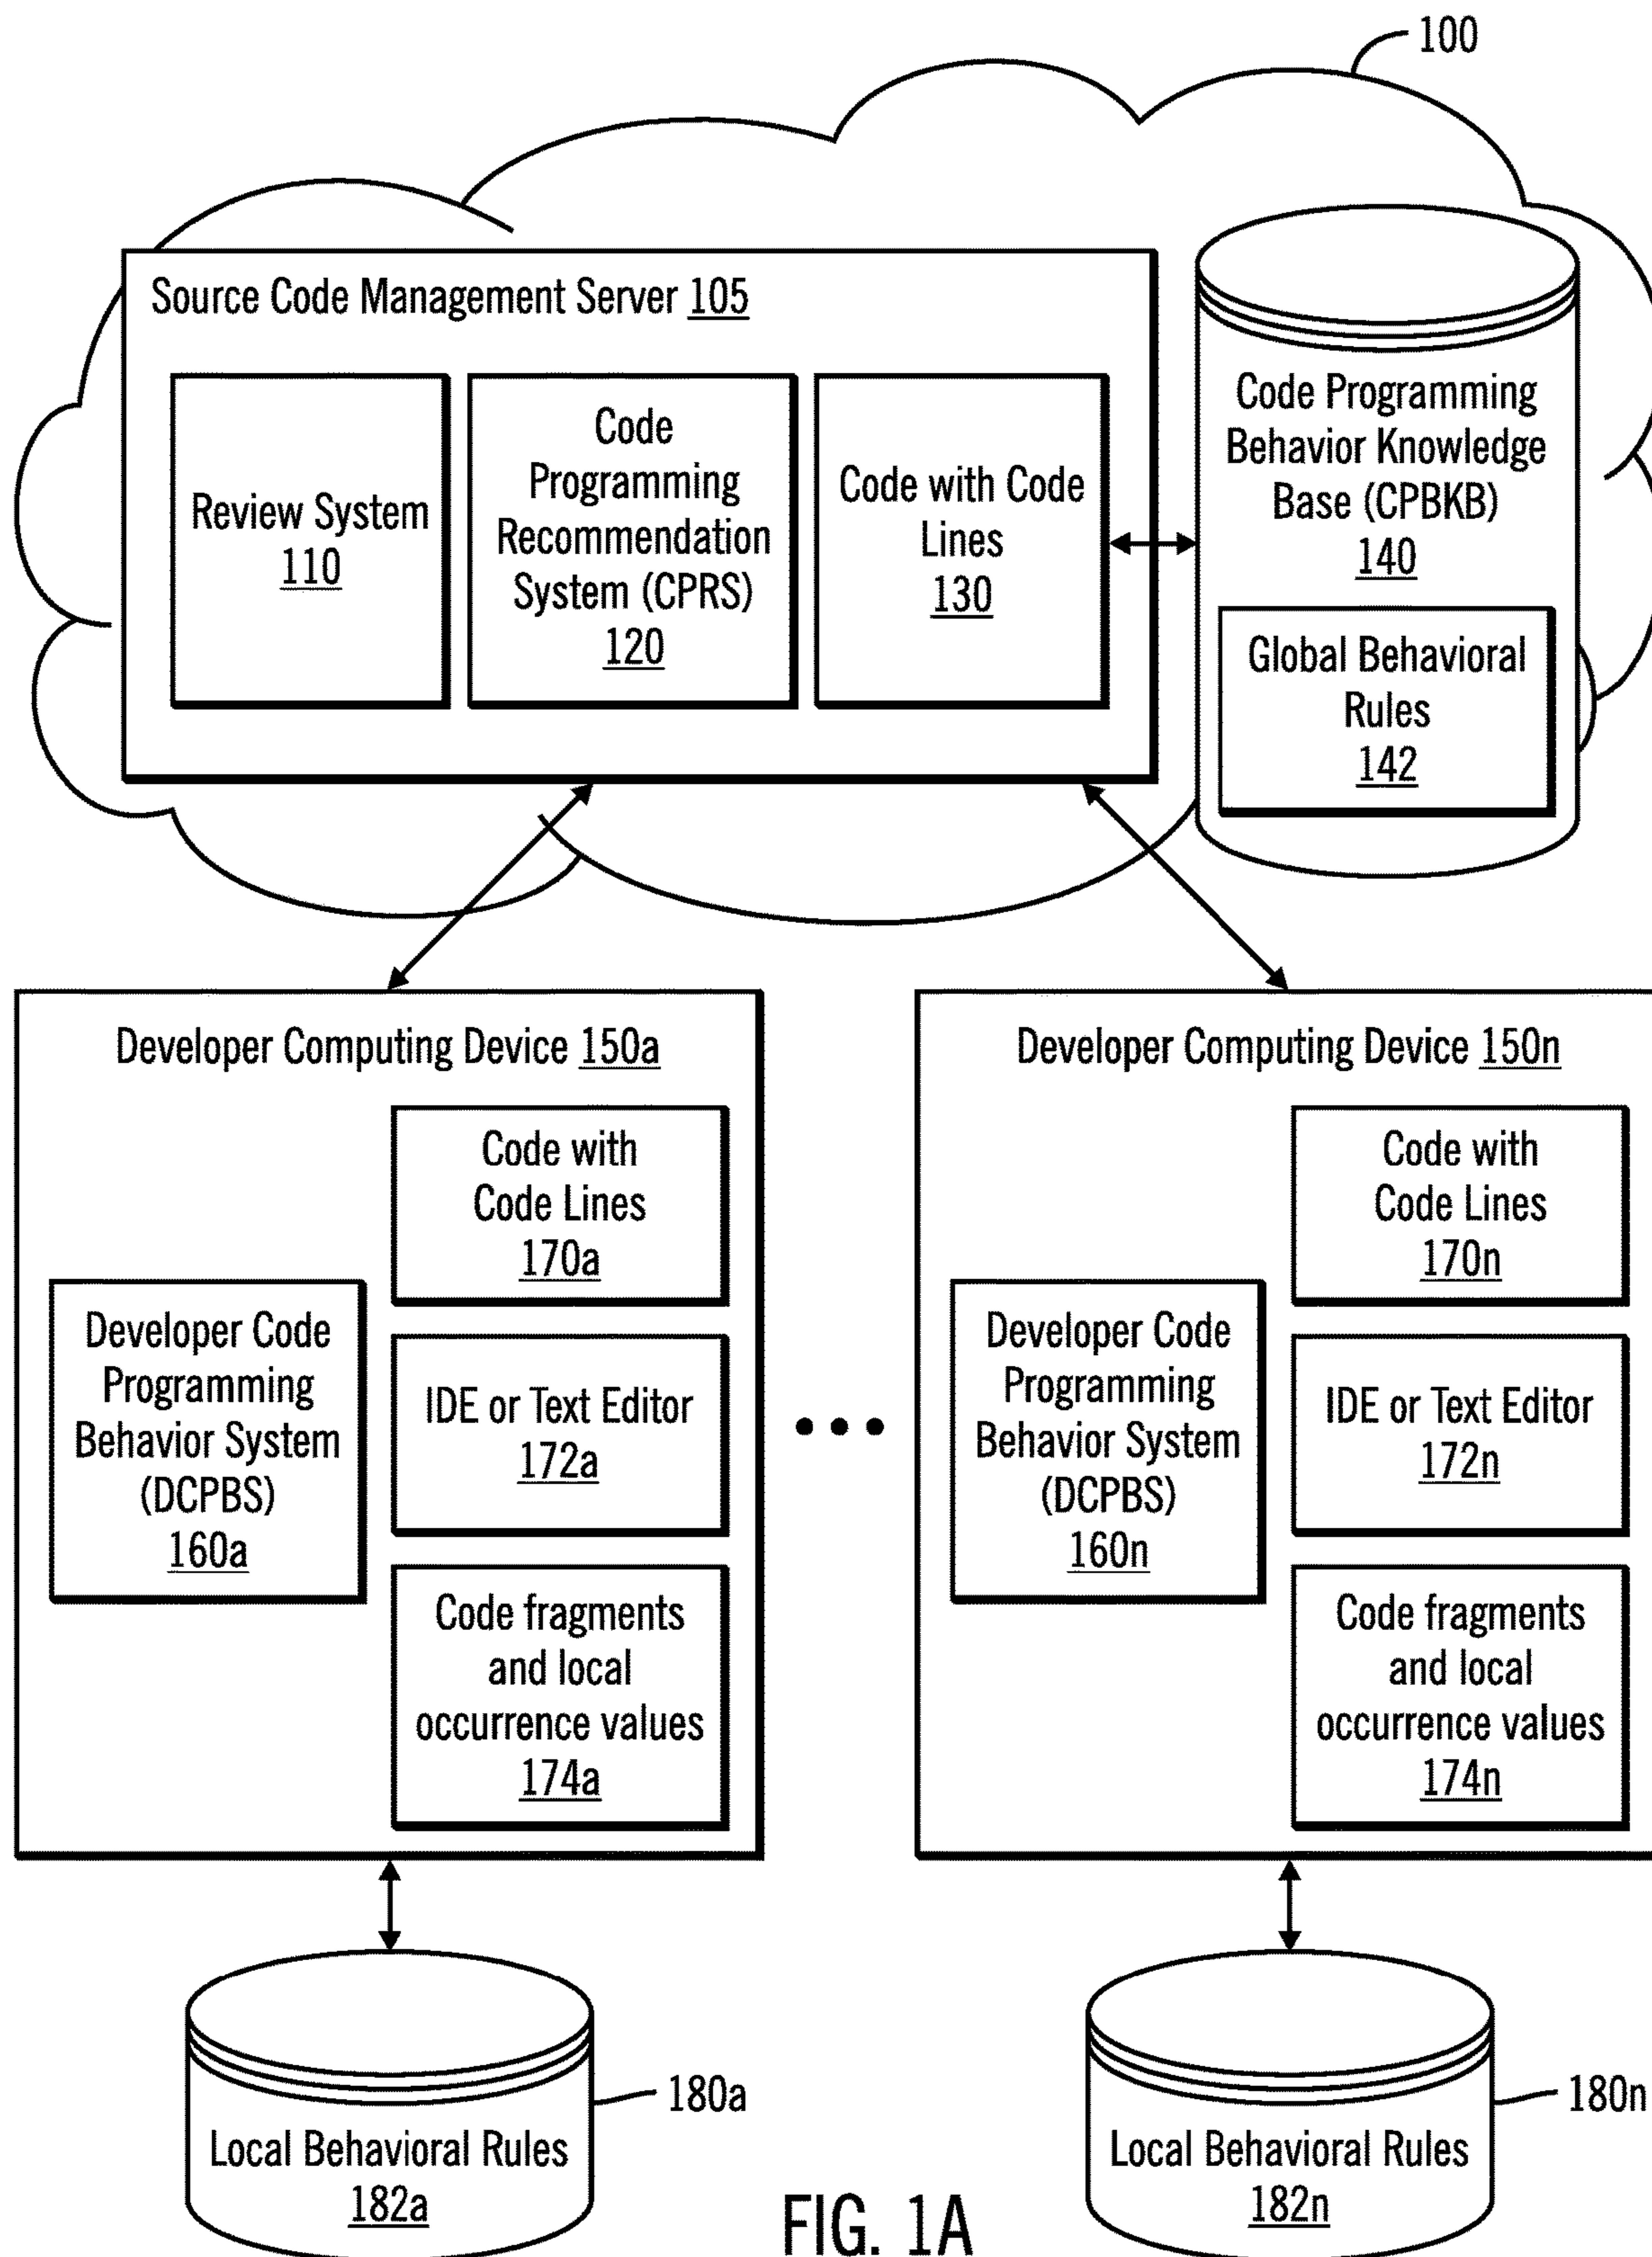 100
Source Code Management Server 105
Review System
110
Code
Programming
Recommendation
System (CPRS)
120
Code with Code
Lines
130
Code Programming
Behavior Knowledge
Base (CPBKB)
140
Global Behavioral
Rules
142
Developer Computing Device 150a
Code with
Code Lines
170a
Developer Code
Programming
Behavior System
(DCPBS)
160a
IDE or Text Editor
172a
Code fragments
and local
occurrence values
174a
Developer Computing Device 150n
Code with
Code Lines
170n
Developer Code
Programming
Behavior System
(DCPBS)
160n
IDE or Text Editor
172n
Code fragments
and local
occurrence values
174n
180a
Local Behavioral Rules
182a
180n
Local Behavioral Rules
182n
FIG. 1A